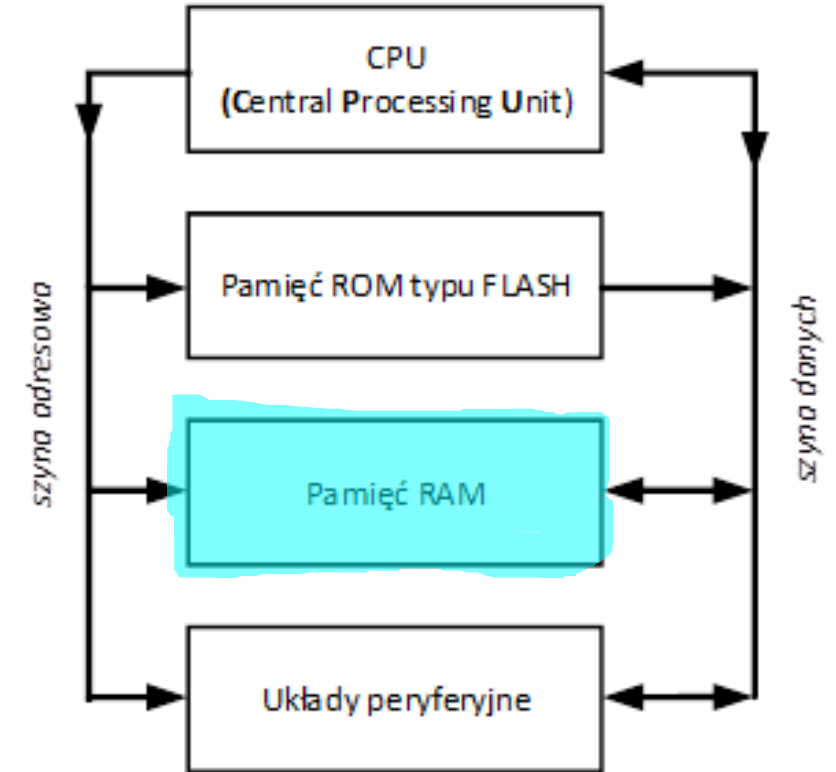 CPU
(Central Processing Unit)
Pamięć ROM typu FLASH
szyna adresowa
szyna danych
Pamięć RAM
Układy peryferyjne